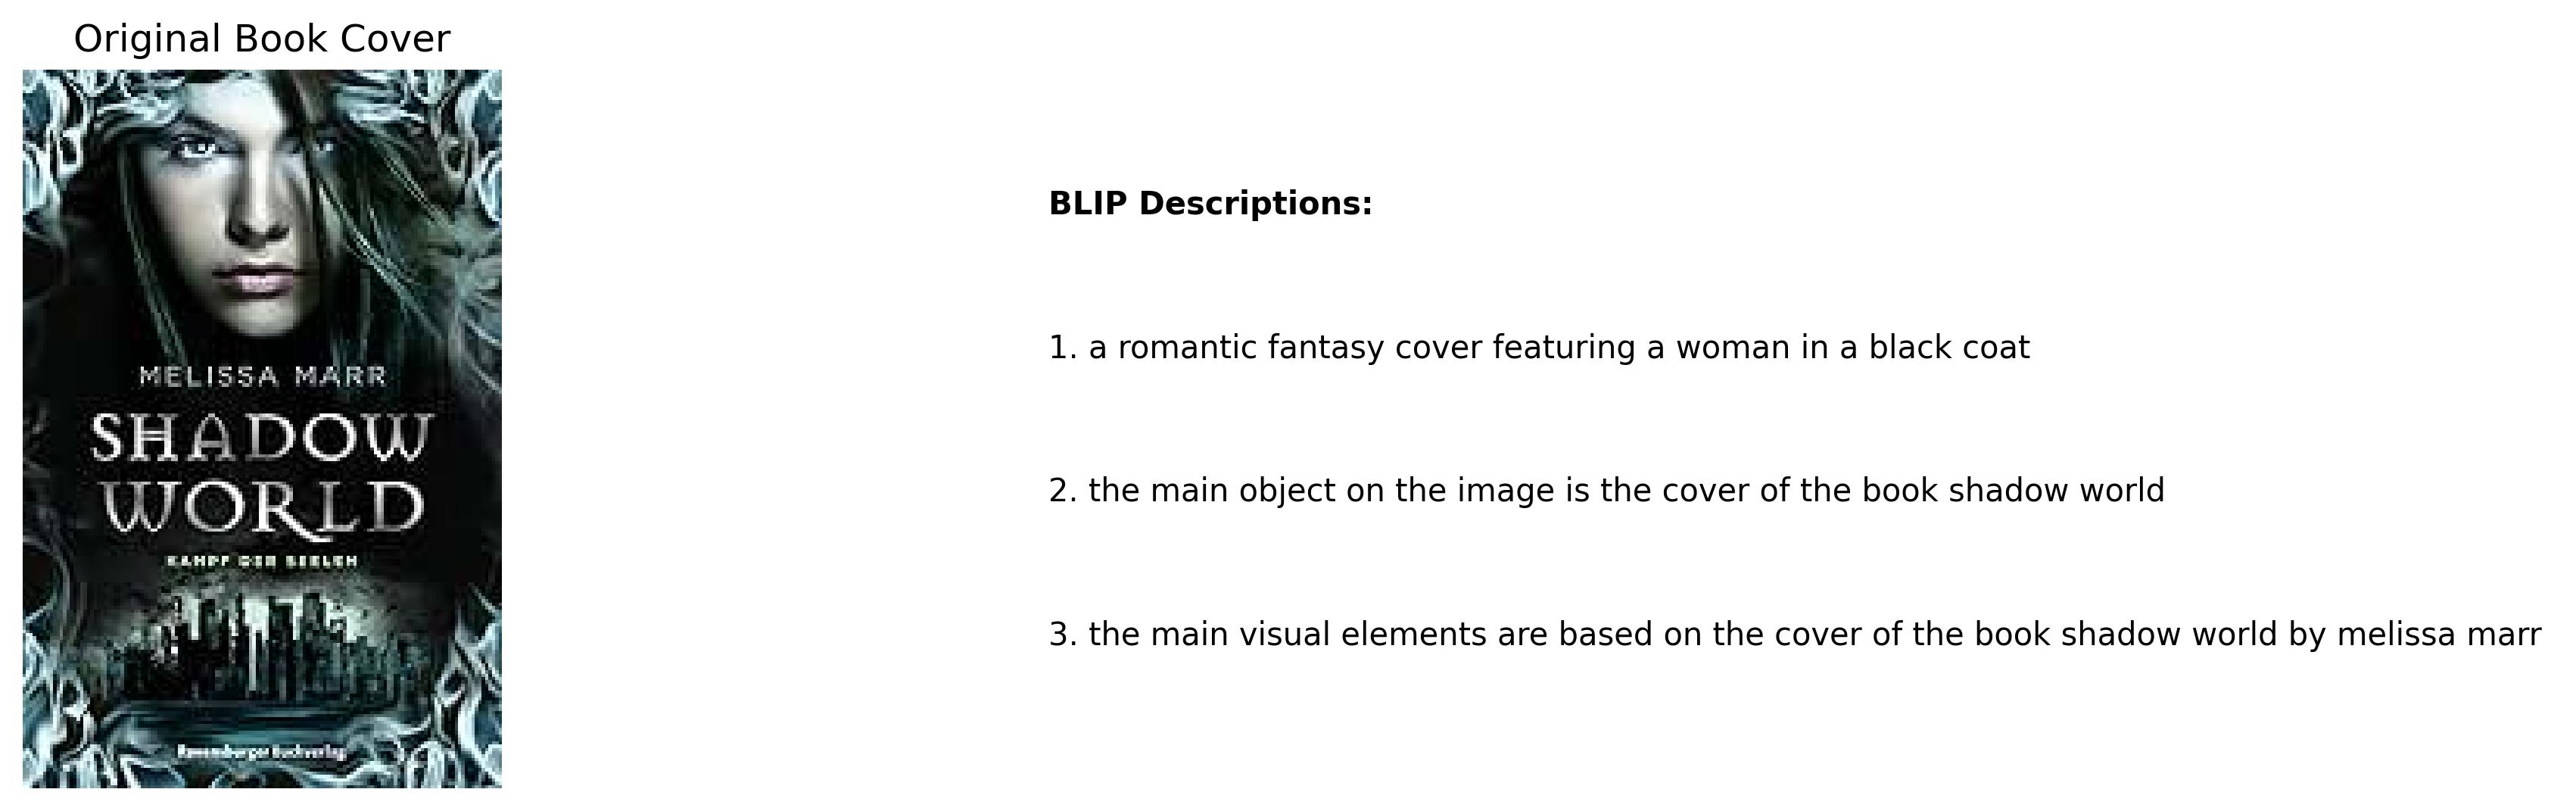 Original Book Cover
MELISSA MARR
SHADOW
WORLD
KAMPF DER SEELEN
Ravensburger Buchverlag
BLIP Descriptions:
1. a romantic fantasy cover featuring a woman in a black coat
2. the main object on the image is the cover of the book shadow world
3. the main visual elements are based on the cover of the book shadow world by melissa marr